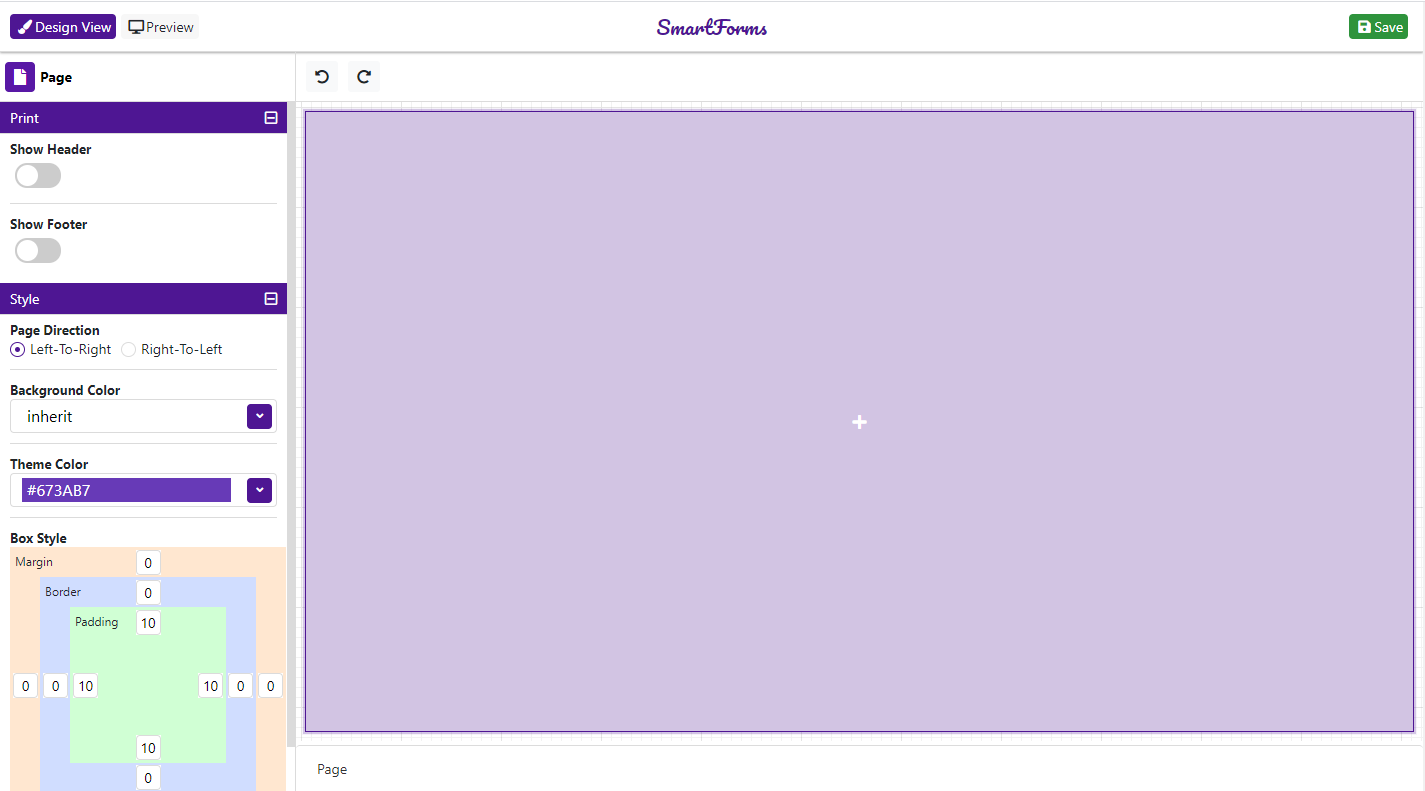 Design View Preview SmartForms Save
Page
Print
Show Header
Show Footer
Style
Page Direction
Left-To-Right Right-To-Left
Background Color
inherit
Theme Color
#673AB7
Box Style
Margin 0
Border 0
Padding 10
0 0 10 10 0 0
10
0
Page